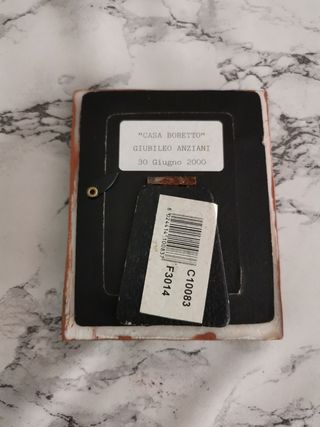 "CASA BORETTO"
GIUBILEO ANZIANI
30 Giugno 2000
C10083
F3014